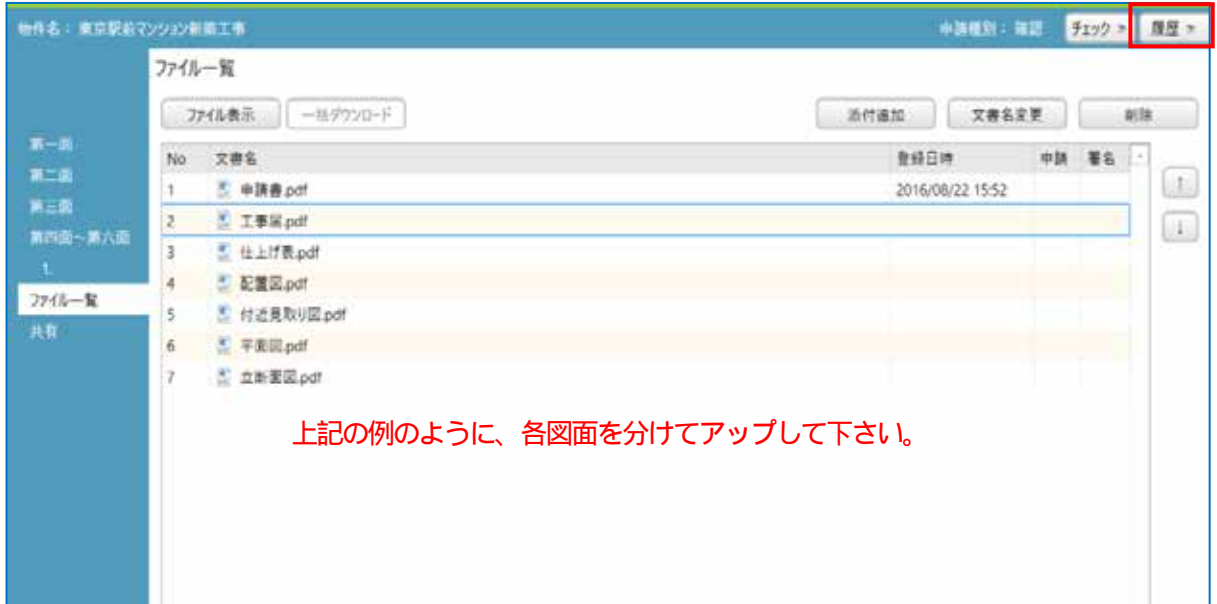 物件名： 東京駅前マンション新築工事
申請種別： 確認
チェック »
履歴 »
ファイル一覧
ファイル表示
一括ダウンロード
添付追加
文書名変更
削除
第一面
第二面
第三面
第四面～第六面
1.
ファイル一覧
共有
No 文書名 登録日時 申請 署名
1 申請書.pdf 2016/08/22 15:52
2 工事届.pdf
3 仕上げ表.pdf
4 配置図.pdf
5 付近見取り図.pdf
6 平面図.pdf
7 立断面図.pdf
↑
↓
上記の例のように、各図面を分けてアップして下さい。